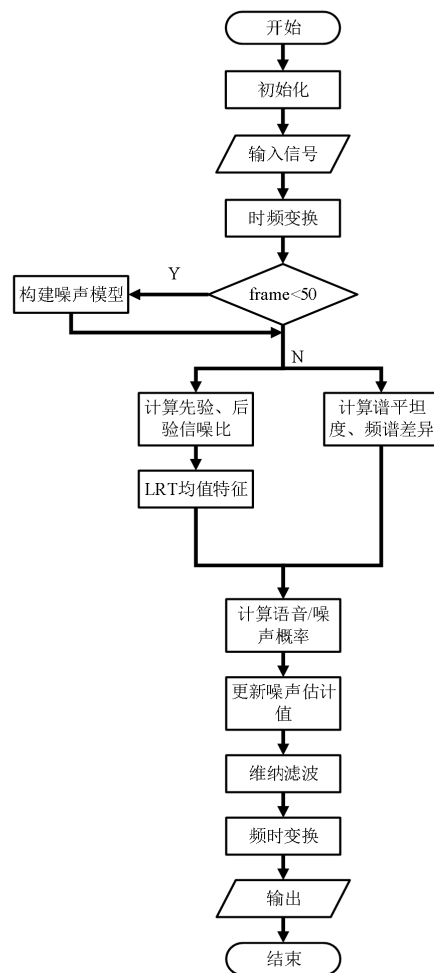 开始
初始化
输入信号
时频变换
Y
frame<50
构建噪声模型
N
计算先验、后
验信噪比
计算谱平坦
度、频谱差异
LRT均值特征
计算语音/噪
声概率
更新噪声估计
值
维纳滤波
频时变换
输出
结束